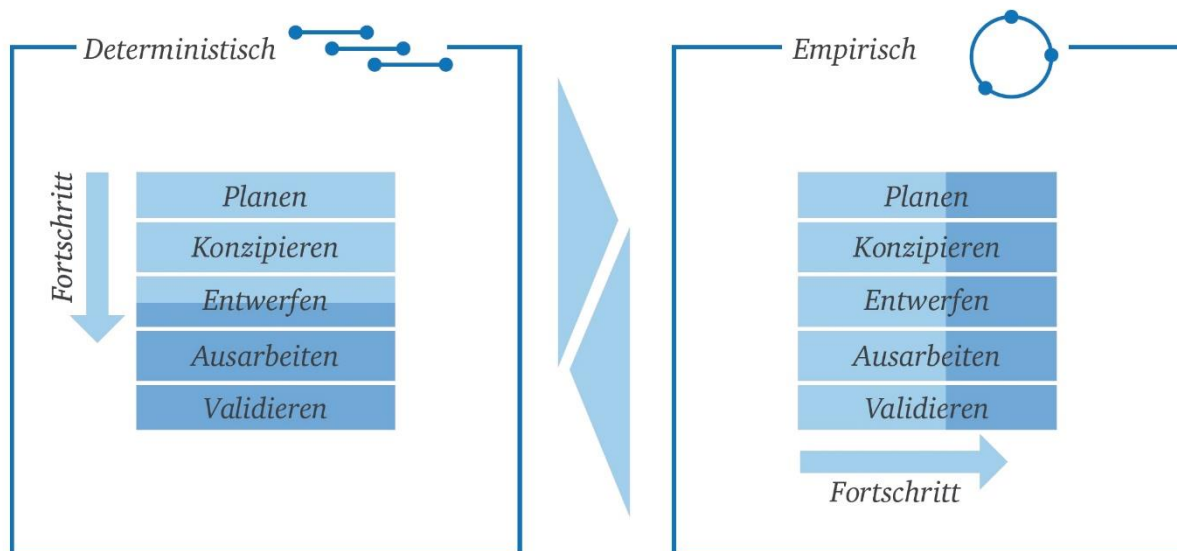 Deterministisch
Fortschritt
Planen
Konzipieren
Entwerfen
Ausarbeiten
Validieren
Empirisch
Planen
Konzipieren
Entwerfen
Ausarbeiten
Validieren
Fortschritt